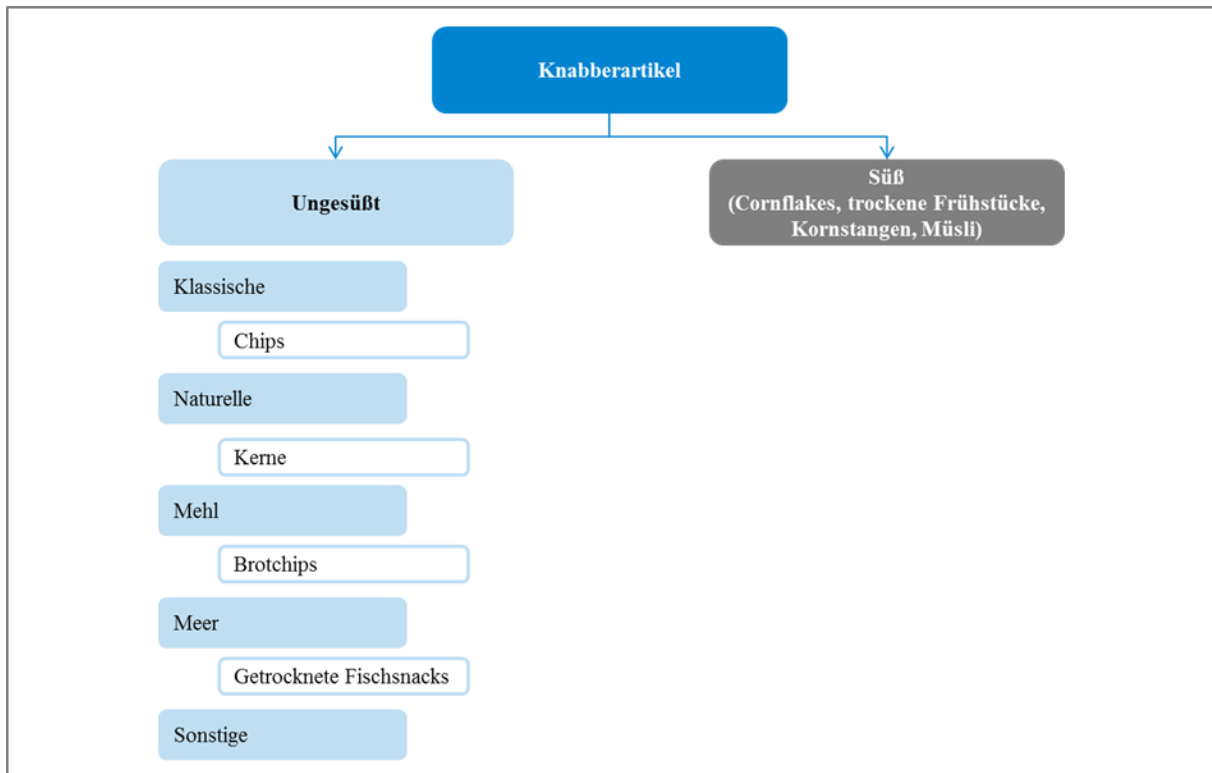 Knabberartikel
Ungesüßt
Süß
(Cornflakes, trockene Frühstücke,
Kornstangen, Müsli)
Klassische
Chips
Naturelle
Kerne
Mehl
Brotchips
Meer
Getrocknete Fischsnacks
Sonstige